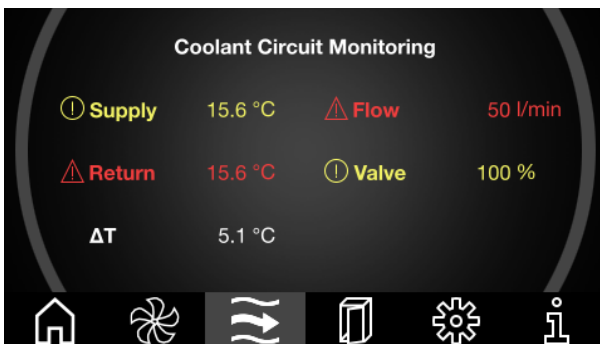 Coolant Circuit Monitoring
Supply 15.6 °C Flow 50 l/min
Return 15.6 °C Valve 100 %
ΔT 5.1 °C